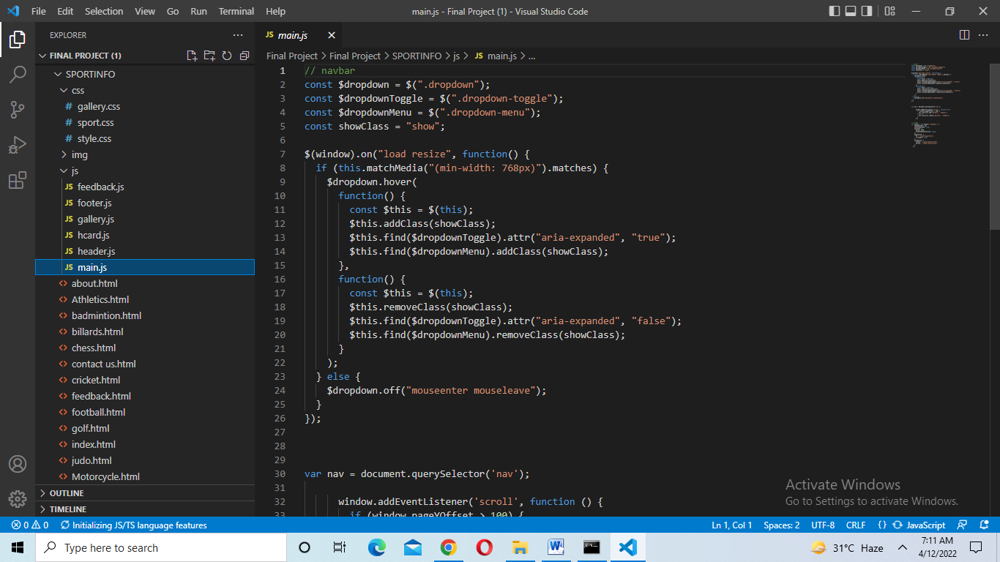 File Edit Selection View Go Run Terminal Help main.js - Final Project (1) - Visual Studio Code
EXPLORER
FINAL PROJECT (1)
SPORTINFO
css
# gallery.css
# sport.css
# style.css
img
js
JS feedback.js
JS footer.js
JS gallery.js
JS hcard.js
JS header.js
JS main.js
<> about.html
<> Athletics.html
<> badmintion.html
<> billards.html
<> chess.html
<> contact us.html
<> cricket.html
<> feedback.html
<> football.html
<> golf.html
<> index.html
<> judo.html
<> Motorcycle.html
OUTLINE
TIMELINE
JS main.js
Final Project > Final Project > SPORTINFO > js > JS main.js > ...
1 // navbar
2 const $dropdown = $(".dropdown");
3 const $dropdownToggle = $(".dropdown-toggle");
4 const $dropdownMenu = $(".dropdown-menu");
5 const showClass = "show";
6
7 $(window).on("load resize", function() {
8 if (this.matchMedia("(min-width: 768px)").matches) {
9 $dropdown.hover(
10 function() {
11 const $this = $(this);
12 $this.addClass(showClass);
13 $this.find($dropdownToggle).attr("aria-expanded", "true");
14 $this.find($dropdownMenu).addClass(showClass);
15 },
16 function() {
17 const $this = $(this);
18 $this.removeClass(showClass);
19 $this.find($dropdownToggle).attr("aria-expanded", "false");
20 $this.find($dropdownMenu).removeClass(showClass);
21 }
22 );
23 } else {
24 $dropdown.off("mouseenter mouseleave");
25 }
26 });
27
28
29
30 var nav = document.querySelector('nav');
31
32 window.addEventListener('scroll', function () {
33 if (window.pageYOffset > 100) {
Activate Windows
Go to Settings to activate Windows.
0 0 Initializing JS/TS language features Ln 1, Col 1 Spaces: 2 UTF-8 CRLF {} JavaScript
Type here to search
31°C Haze
7:11 AM
4/12/2022